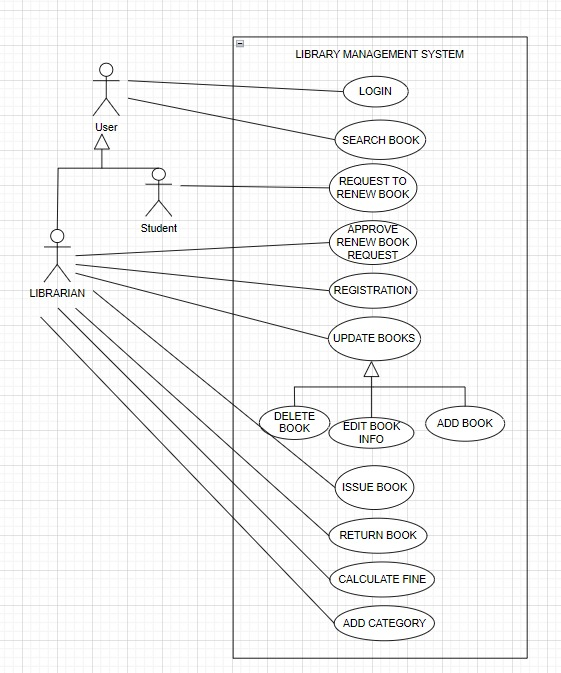 LIBRARY MANAGEMENT SYSTEM
LOGIN
User
SEARCH BOOK
REQUEST TO
RENEW BOOK
Student
APPROVE
RENEW BOOK
REQUEST
LIBRARIAN
REGISTRATION
UPDATE BOOKS
DELETE
BOOK
EDIT BOOK
INFO
ADD BOOK
ISSUE BOOK
RETURN BOOK
CALCULATE FINE
ADD CATEGORY